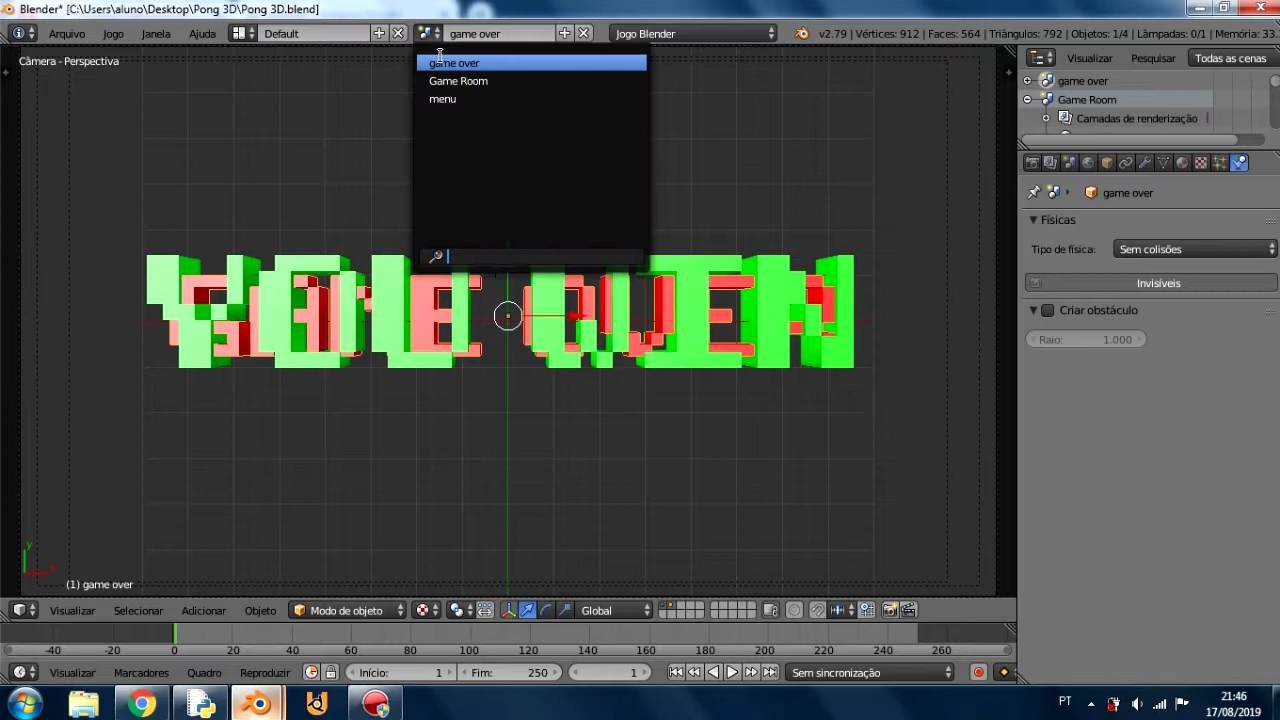 Blender* [C:\Users\aluno\Desktop\Pong 3D\Pong 3D.blend]
Arquivo Jogo Janela Ajuda Default game over Jogo Blender v2.79 | Vértices: 912 | Faces: 564 | Triângulos: 792 | Objetos: 1/4 | Lâmpadas: 0/1 | Memória: 33.
Câmera - Perspectiva
game over
Game Room
menu
Visualizar Pesquisar Todas as cenas
game over
Game Room
Camadas de renderização
game over
Físicas
Tipo de física: Sem colisões
Invisíveis
Criar obstáculo
Raio: 1.000
y
x
(1) game over
Visualizar Selecionar Adicionar Objeto Modo de objeto Global
-40 -20 0 20 40 60 80 100 120 140 160 180 200 220 240 260
Visualizar Marcadores Quadro Reproduzir Início: 1 Fim: 250 1 Sem sincronização
PT 21:46
17/08/2019